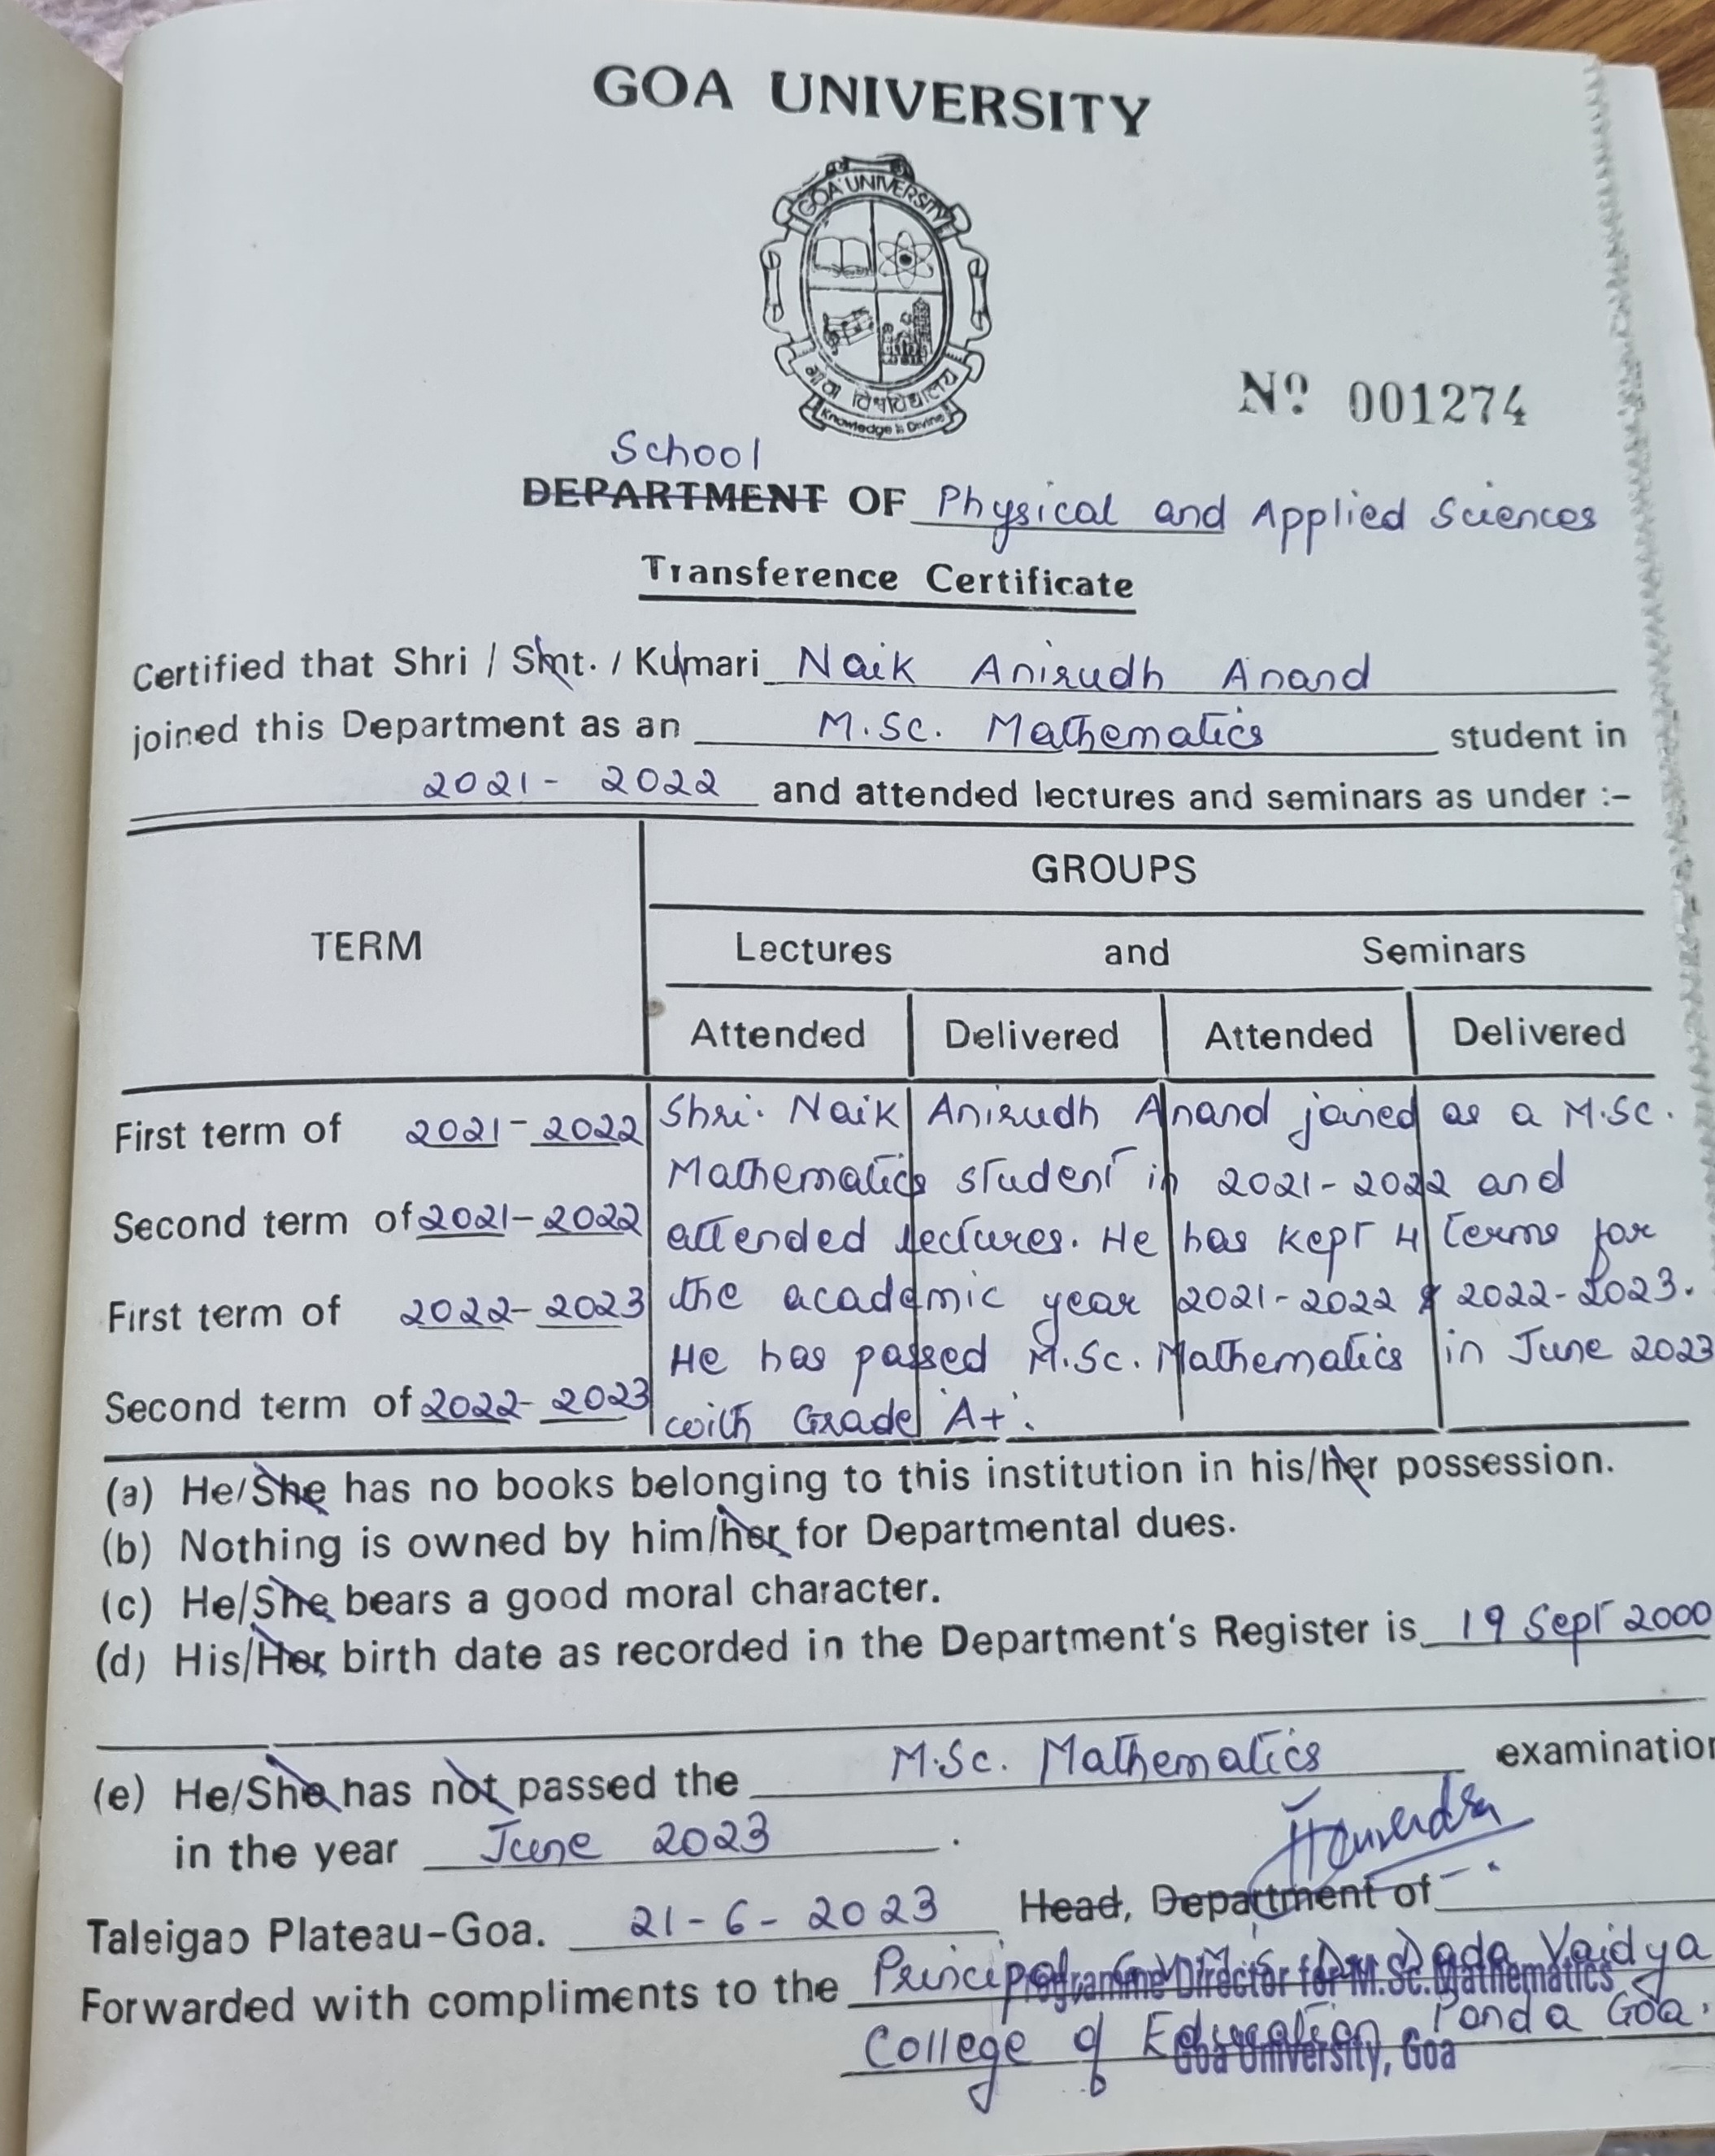 GOA UNIVERSITY
GOA UNIVERSITY
Knowledge is Divine
Nº 001274
School
DEPARTMENT OF Physical and Applied Sciences
Transference Certificate
Certified that Shri / Smt. / Kumari Naik Anirudh Anand
joined this Department as an M.Sc. Mathematics student in
2021 - 2022 and attended lectures and seminars as under :-
TERM
GROUPS
Lectures and Seminars
Attended Delivered Attended Delivered
First term of 2021 - 2022
Second term of 2021 - 2022
First term of 2022 - 2023
Second term of 2022 - 2023
Shri. Naik Anirudh Anand joined as a M.Sc.
Mathematics student in 2021-2022 and
attended lectures. He has kept 4 terms for
the academic year 2021-2022 & 2022-2023.
He has passed M.Sc. Mathematics in June 2023
with Grade 'A+'.
(a) He/She has no books belonging to this institution in his/her possession.
(b) Nothing is owned by him/her for Departmental dues.
(c) He/She bears a good moral character.
(d) His/Her birth date as recorded in the Department's Register is 19 Sept 2000
(e) He/She has not passed the M.Sc. Mathematics examination
in the year June 2023 .
Taleigao Plateau-Goa. 21-6-2023 Head, Department of
Forwarded with compliments to the Principal G.V.M's Dr. Dada Vaidya
Programme Director for M.Sc. Mathematics
College of Education Ponda Goa.
Goa University, Goa